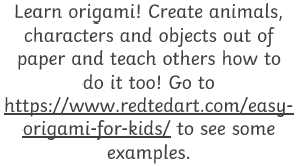 Learn origami! Create animals,
characters and objects out of
paper and teach others how to
do it too! Go to
https://www.redtedart.com/easy-
origami-for-kids/ to see some
examples.